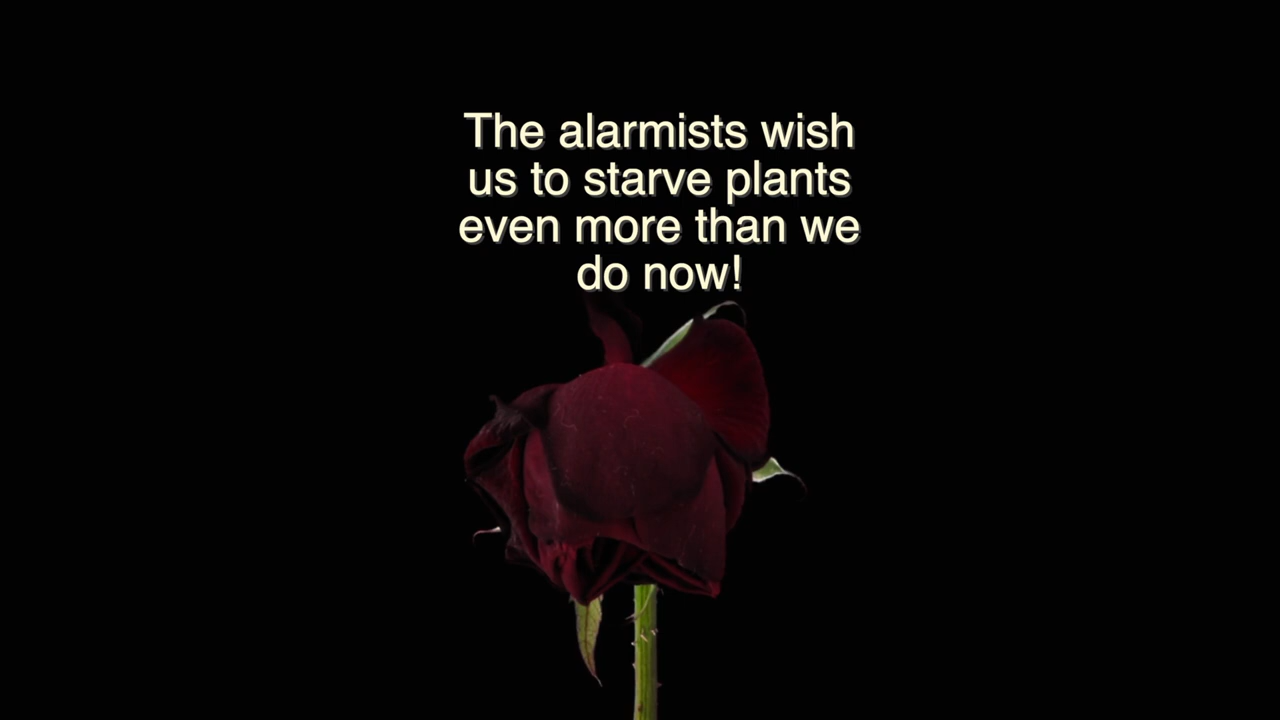 The alarmists wish
us to starve plants
even more than we
do now!